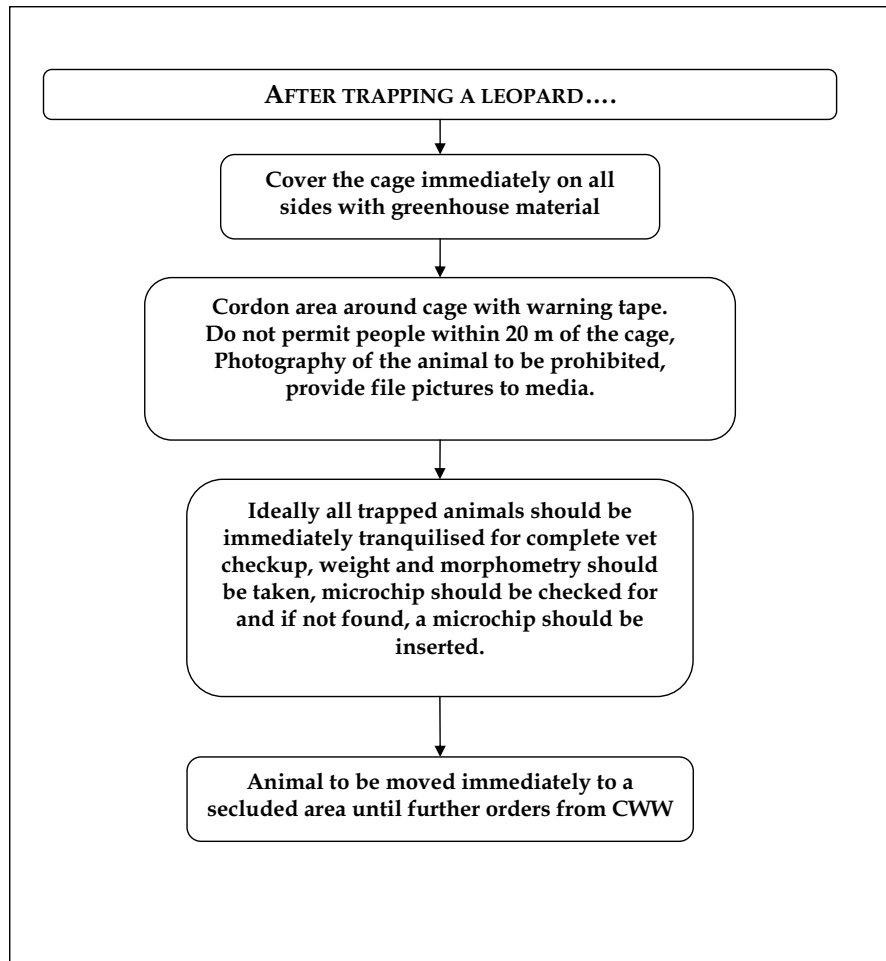 AFTER TRAPPING A LEOPARD….
Cover the cage immediately on all
sides with greenhouse material
Cordon area around cage with warning tape.
Do not permit people within 20 m of the cage,
Photography of the animal to be prohibited,
provide file pictures to media.
Ideally all trapped animals should be
immediately tranquilised for complete vet
checkup, weight and morphometry should
be taken, microchip should be checked for
and if not found, a microchip should be
inserted.
Animal to be moved immediately to a
secluded area until further orders from CWW